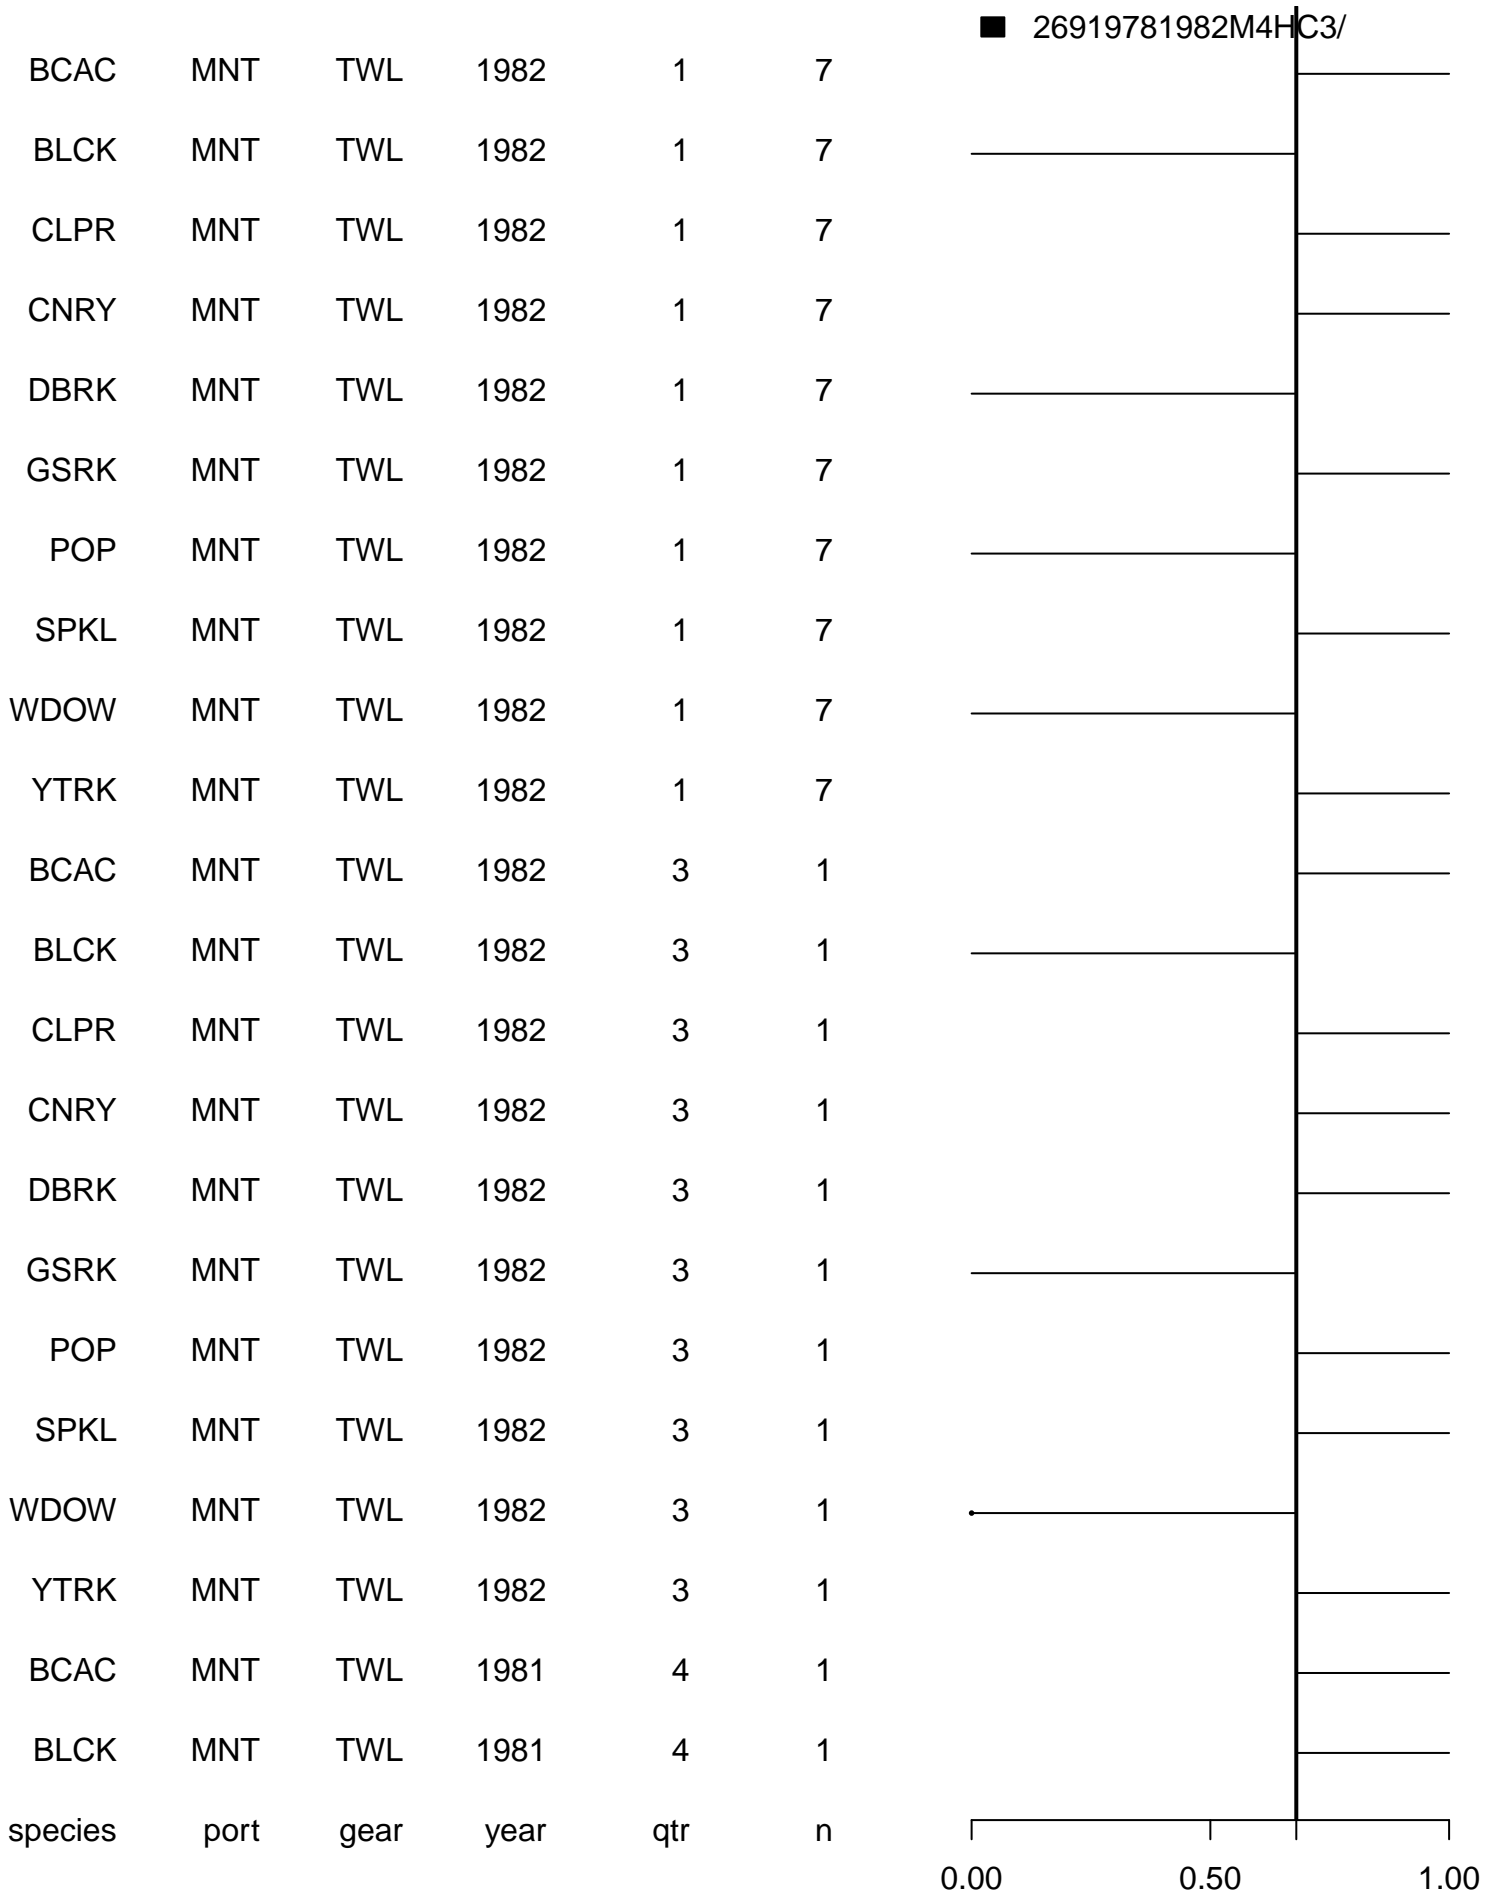 26919781982M4HC3/
BCAC MNT TWL 1982 1 7
BLCK MNT TWL 1982 1 7
CLPR MNT TWL 1982 1 7
CNRY MNT TWL 1982 1 7
DBRK MNT TWL 1982 1 7
GSRK MNT TWL 1982 1 7
POP MNT TWL 1982 1 7
SPKL MNT TWL 1982 1 7
WDOW MNT TWL 1982 1 7
YTRK MNT TWL 1982 1 7
BCAC MNT TWL 1982 3 1
BLCK MNT TWL 1982 3 1
CLPR MNT TWL 1982 3 1
CNRY MNT TWL 1982 3 1
DBRK MNT TWL 1982 3 1
GSRK MNT TWL 1982 3 1
POP MNT TWL 1982 3 1
SPKL MNT TWL 1982 3 1
WDOW MNT TWL 1982 3 1
YTRK MNT TWL 1982 3 1
BCAC MNT TWL 1981 4 1
BLCK MNT TWL 1981 4 1
species port gear year qtr n
0.00 0.50 1.00